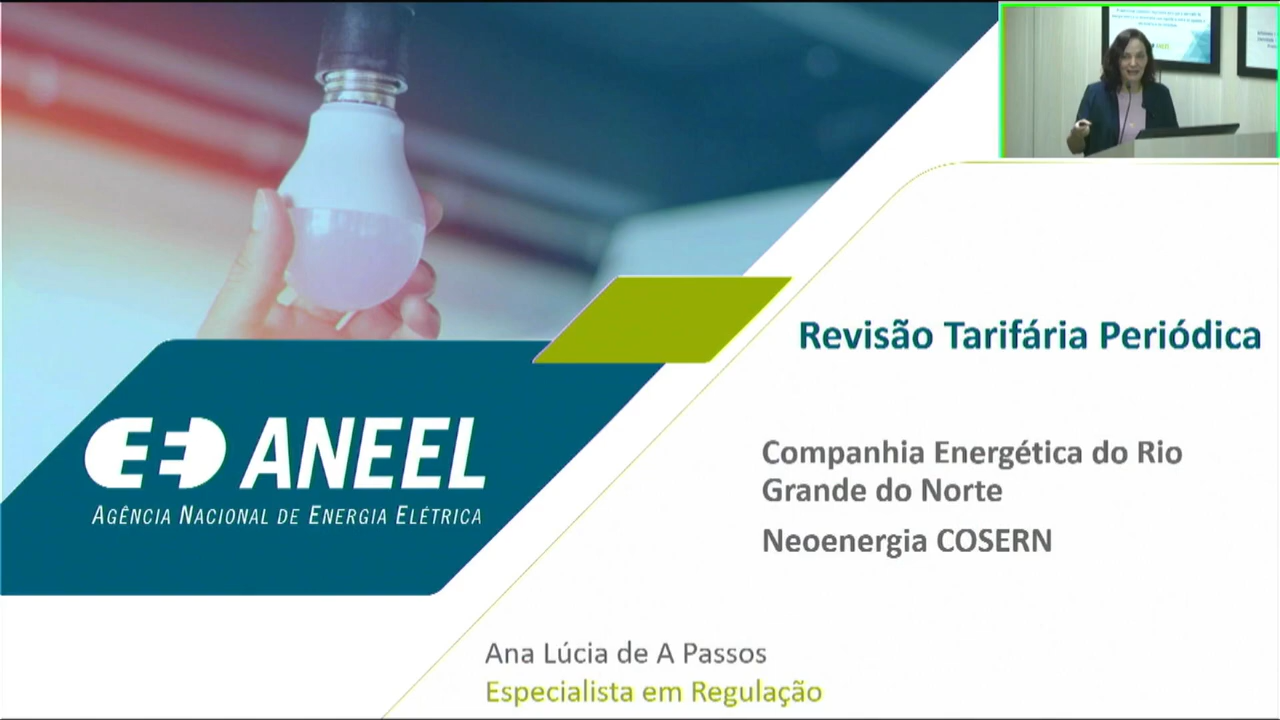 Revisão Tarifária Periódica
ANEEL
AGÊNCIA NACIONAL DE ENERGIA ELÉTRICA
Companhia Energética do Rio
Grande do Norte
Neoenergia COSERN
Ana Lúcia de A Passos
Especialista em Regulação